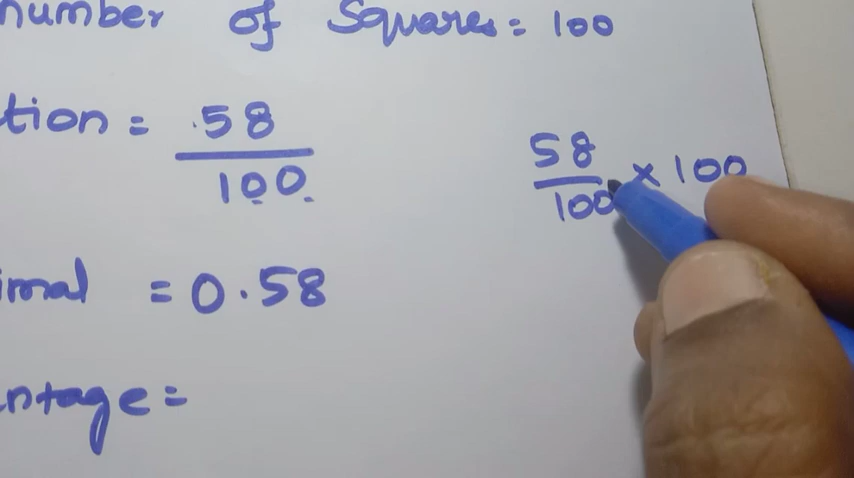 number of Squares = 100
tion = 58/100
58/100 × 100
imal = 0.58
ntage =